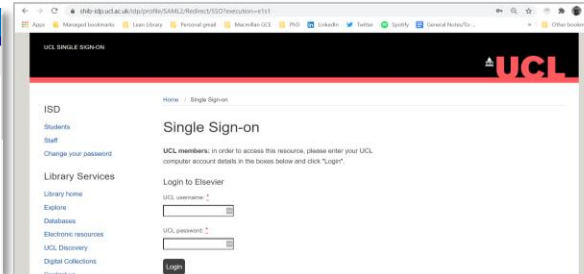 shib-idp.ucl.ac.uk/idp/profile/SAML2/Redirect/SSO?execution=e1s1
Apps Managed bookmarks Lean Library Personal gmail Macmillan GCE PhD LinkedIn Twitter Spotify General Notes/To-... » Other bookm
UCL SINGLE SIGN-ON
UCL
Home / Single Sign-on
ISD
Students
Staff
Change your password
Library Services
Library home
Explore
Databases
Electronic resources
UCL Discovery
Digital Collections
Contact us
Single Sign-on
UCL members: in order to access this resource, please enter your UCL
computer account details in the boxes below and click "Login".
Login to Elsevier
UCL username: *
UCL password: *
Login